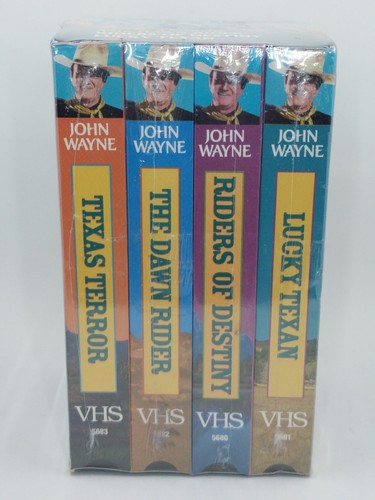 JOHN
WAYNE
TEXAS TERROR
VHS
5683
JOHN
WAYNE
THE DAWN RIDER
VHS
JOHN
WAYNE
RIDERS OF DESTINY
VHS
5680
JOHN
WAYNE
LUCKY TEXAN
VHS